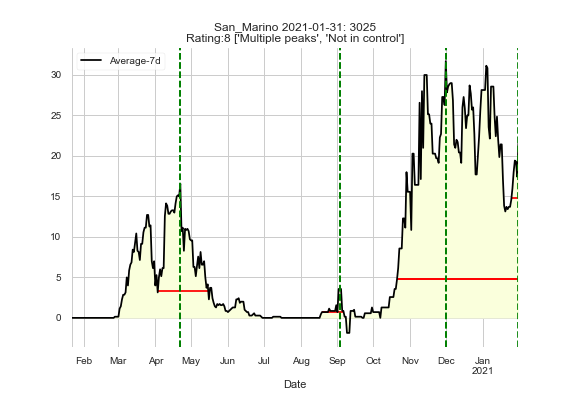 San_Marino 2021-01-31: 3025
Rating:8 ['Multiple peaks', 'Not in control']
Average-7d
30
25
20
15
10
5
0
Feb Mar Apr May Jun Jul Aug Sep Oct Nov Dec Jan
2021
Date